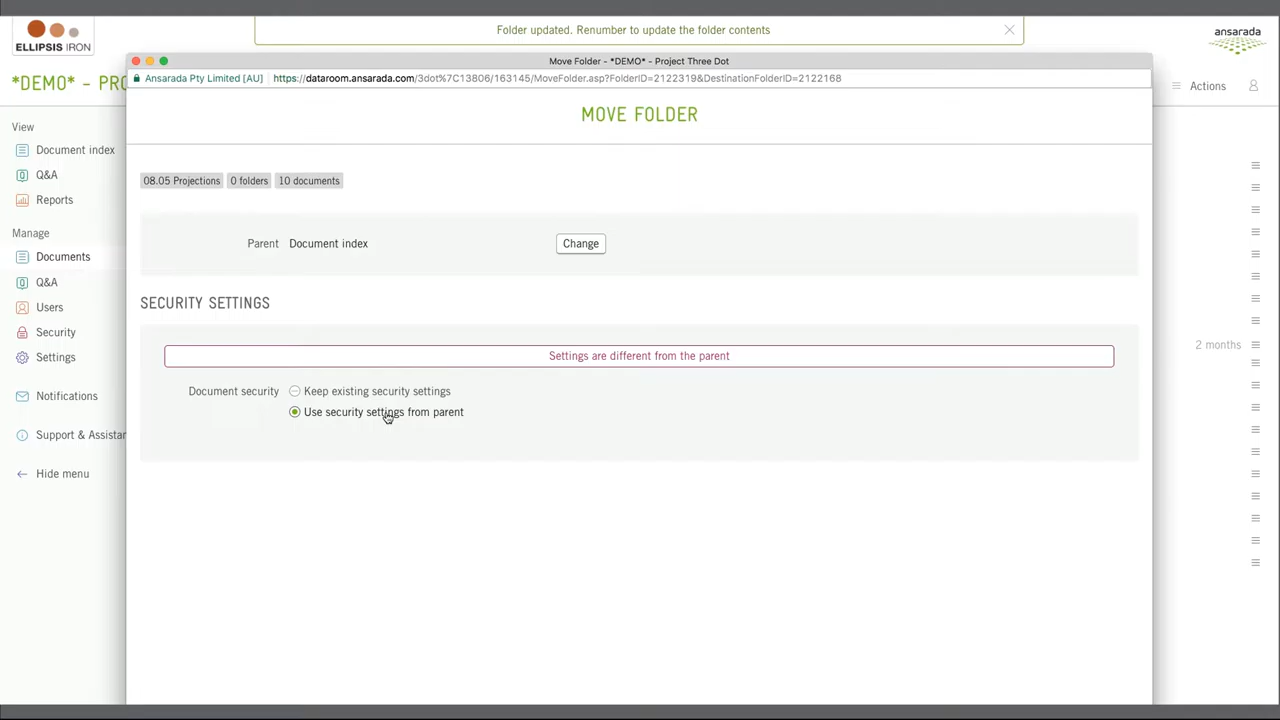 ELLIPSIS IRON
Folder updated. Renumber to update the folder contents
ansarada
*DEMO* - PRO
Actions
View
Document index
Q&A
Reports
Manage
Documents
Q&A
Users
Security
Settings
Notifications
Support & Assistan
Hide menu
2 months
Move Folder - *DEMO* - Project Three Dot
Ansarada Pty Limited [AU] https://dataroom.ansarada.com/3dot%7C13806/163145/MoveFolder.asp?FolderID=2122319&DestinationFolderID=2122168
MOVE FOLDER
08.05 Projections 0 folders 10 documents
Parent Document index Change
SECURITY SETTINGS
Settings are different from the parent
Document security Keep existing security settings
Use security settings from parent